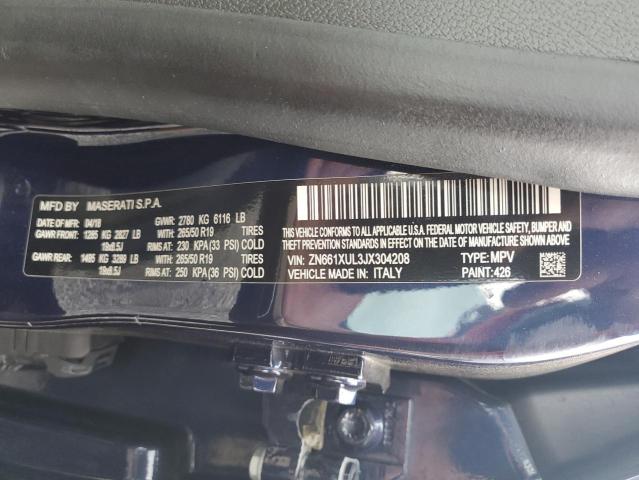 MASERATI S.P.A.
DATE OF MFR 04/18 GVWR: 2780 KG 6116 LB
GAWR FRONT: 1285 KG 2827 LB WITH 265/50 R19 TIRES
19x8.5J RIMS AT 230 KPA (33 PSI) COLD
GAWR REAR: 1495 KG 3289 LB WITH 265/50 R19 TIRES
19x8.5J RIMS AT 250 KPA (36 PSI) COLD
THIS VEHICLE CONFORMS TO ALL APPLICABLE U.S.A. FEDERAL MOTOR VEHICLE SAFETY, BUMPER AND
THEFT PREVENTION STANDARDS IN EFFECT ON THE DATE OF MANUFACTURE SHOWN ABOVE.
VIN: ZN661XUL3JX304208 TYPE: MPV
VEHICLE MADE IN: ITALY PAINT: 426